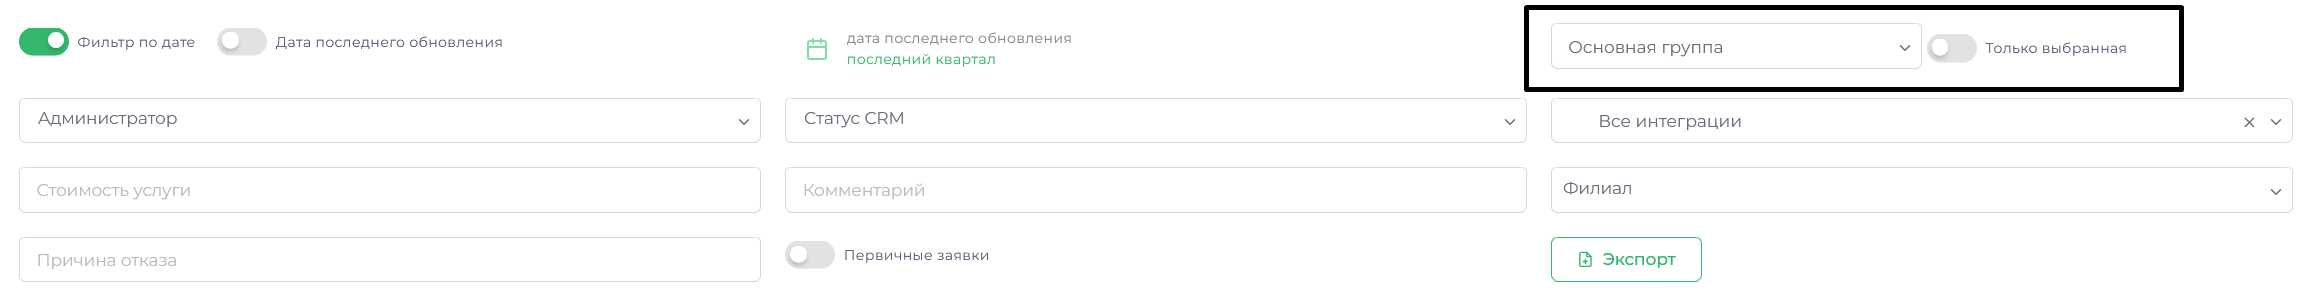 Фильтр по дате
Дата последнего обновления
дата последнего обновления
последний квартал
Основная группа
Только выбранная
Администратор
Статус CRM
Все интеграции
Стоимость услуги
Комментарий
Филиал
Причина отказа
Первичные заявки
Экспорт